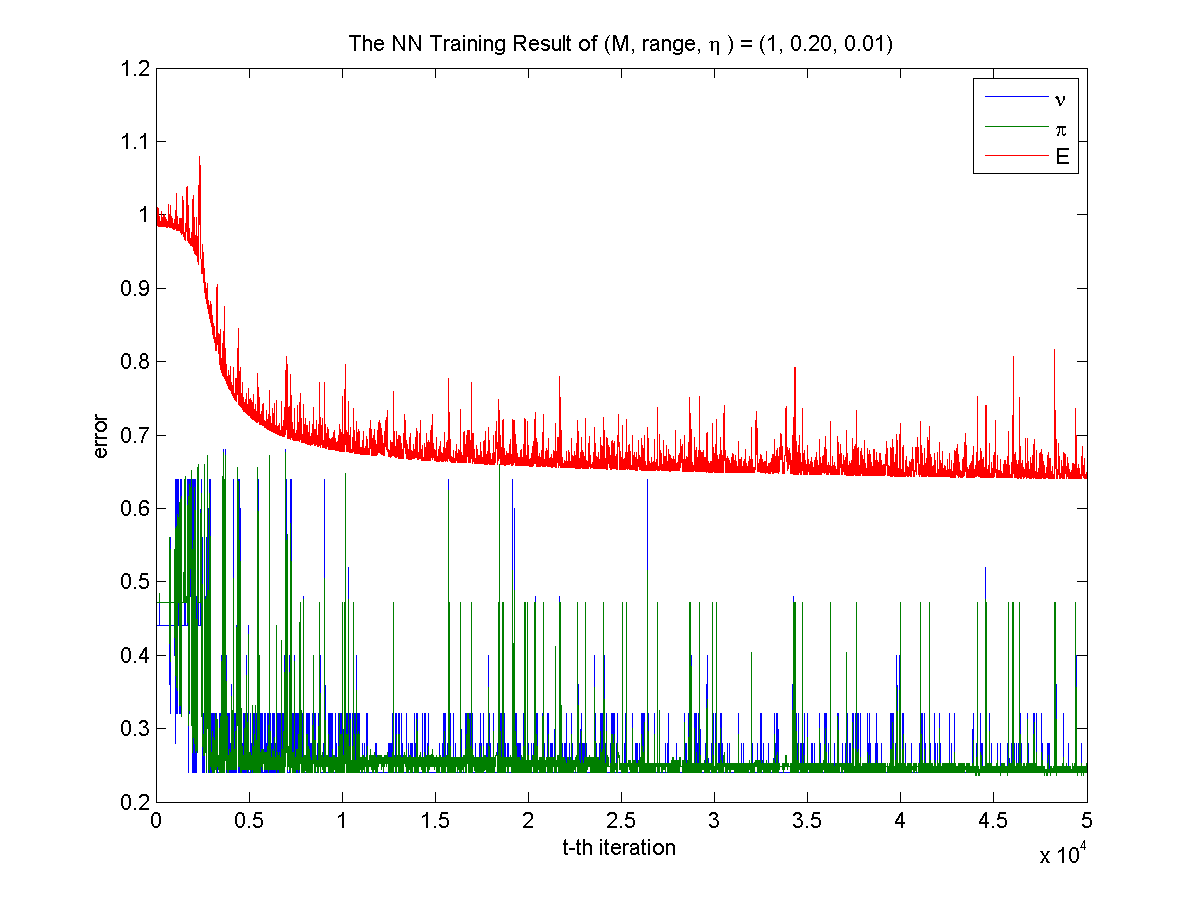 The NN Training Result of (M, range, η ) = (1, 0.20, 0.01)
1.2
1.1
1
0.9
0.8
0.7
0.6
0.5
0.4
0.3
0.2
error
ν
π
E
0 0.5 1 1.5 2 2.5 3 3.5 4 4.5 5
t-th iteration
x 10⁴